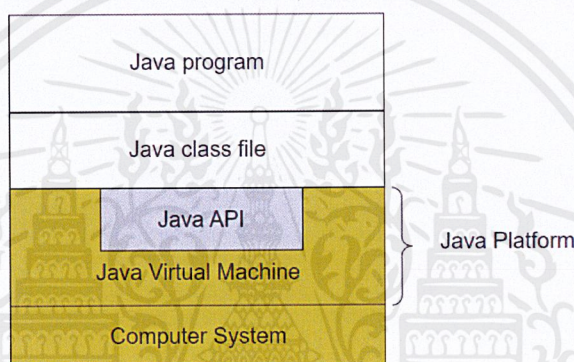 Java program
Java class file
Java API
Java Platform
Java Virtual Machine
Computer System